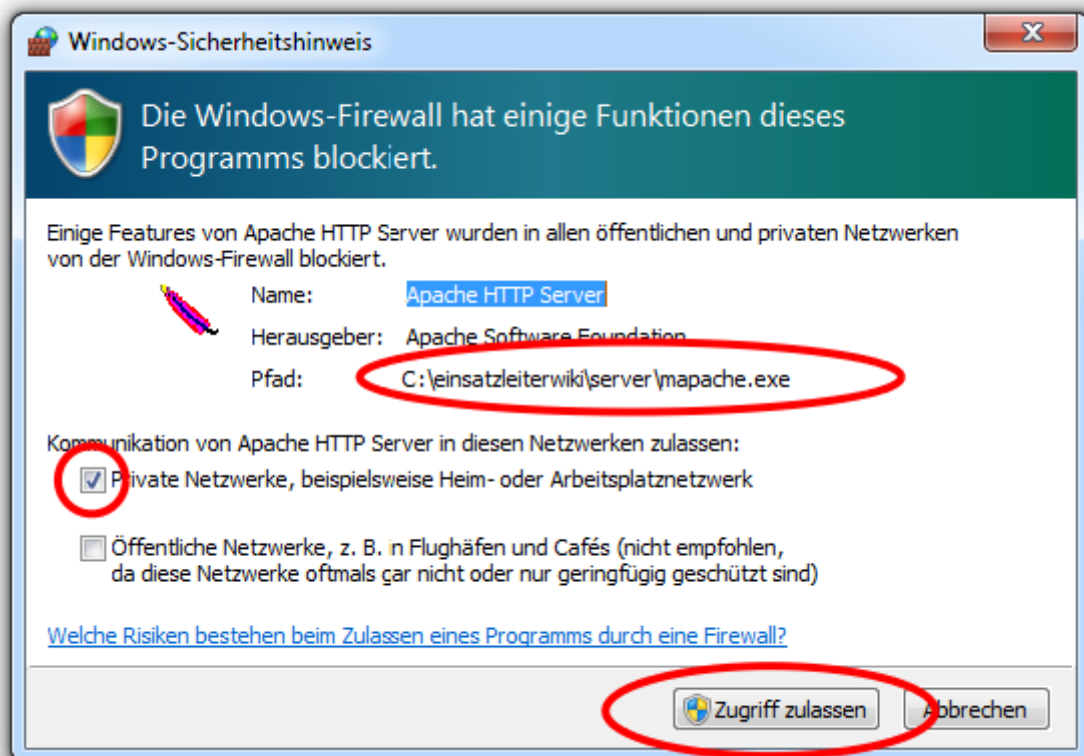 Windows-Sicherheitshinweis
Die Windows-Firewall hat einige Funktionen dieses
Programms blockiert.
Einige Features von Apache HTTP Server wurden in allen öffentlichen und privaten Netzwerken
von der Windows-Firewall blockiert.
Name: Apache HTTP Server
Herausgeber: Apache Software Foundation
Pfad: C:\einsatzleiterwiki\server\mapache.exe
Kommunikation von Apache HTTP Server in diesen Netzwerken zulassen:
Private Netzwerke, beispielsweise Heim- oder Arbeitsplatznetzwerk
Öffentliche Netzwerke, z. B. in Flughäfen und Cafés (nicht empfohlen,
da diese Netzwerke oftmals gar nicht oder nur geringfügig geschützt sind)
Welche Risiken bestehen beim Zulassen eines Programms durch eine Firewall?
Zugriff zulassen Abbrechen